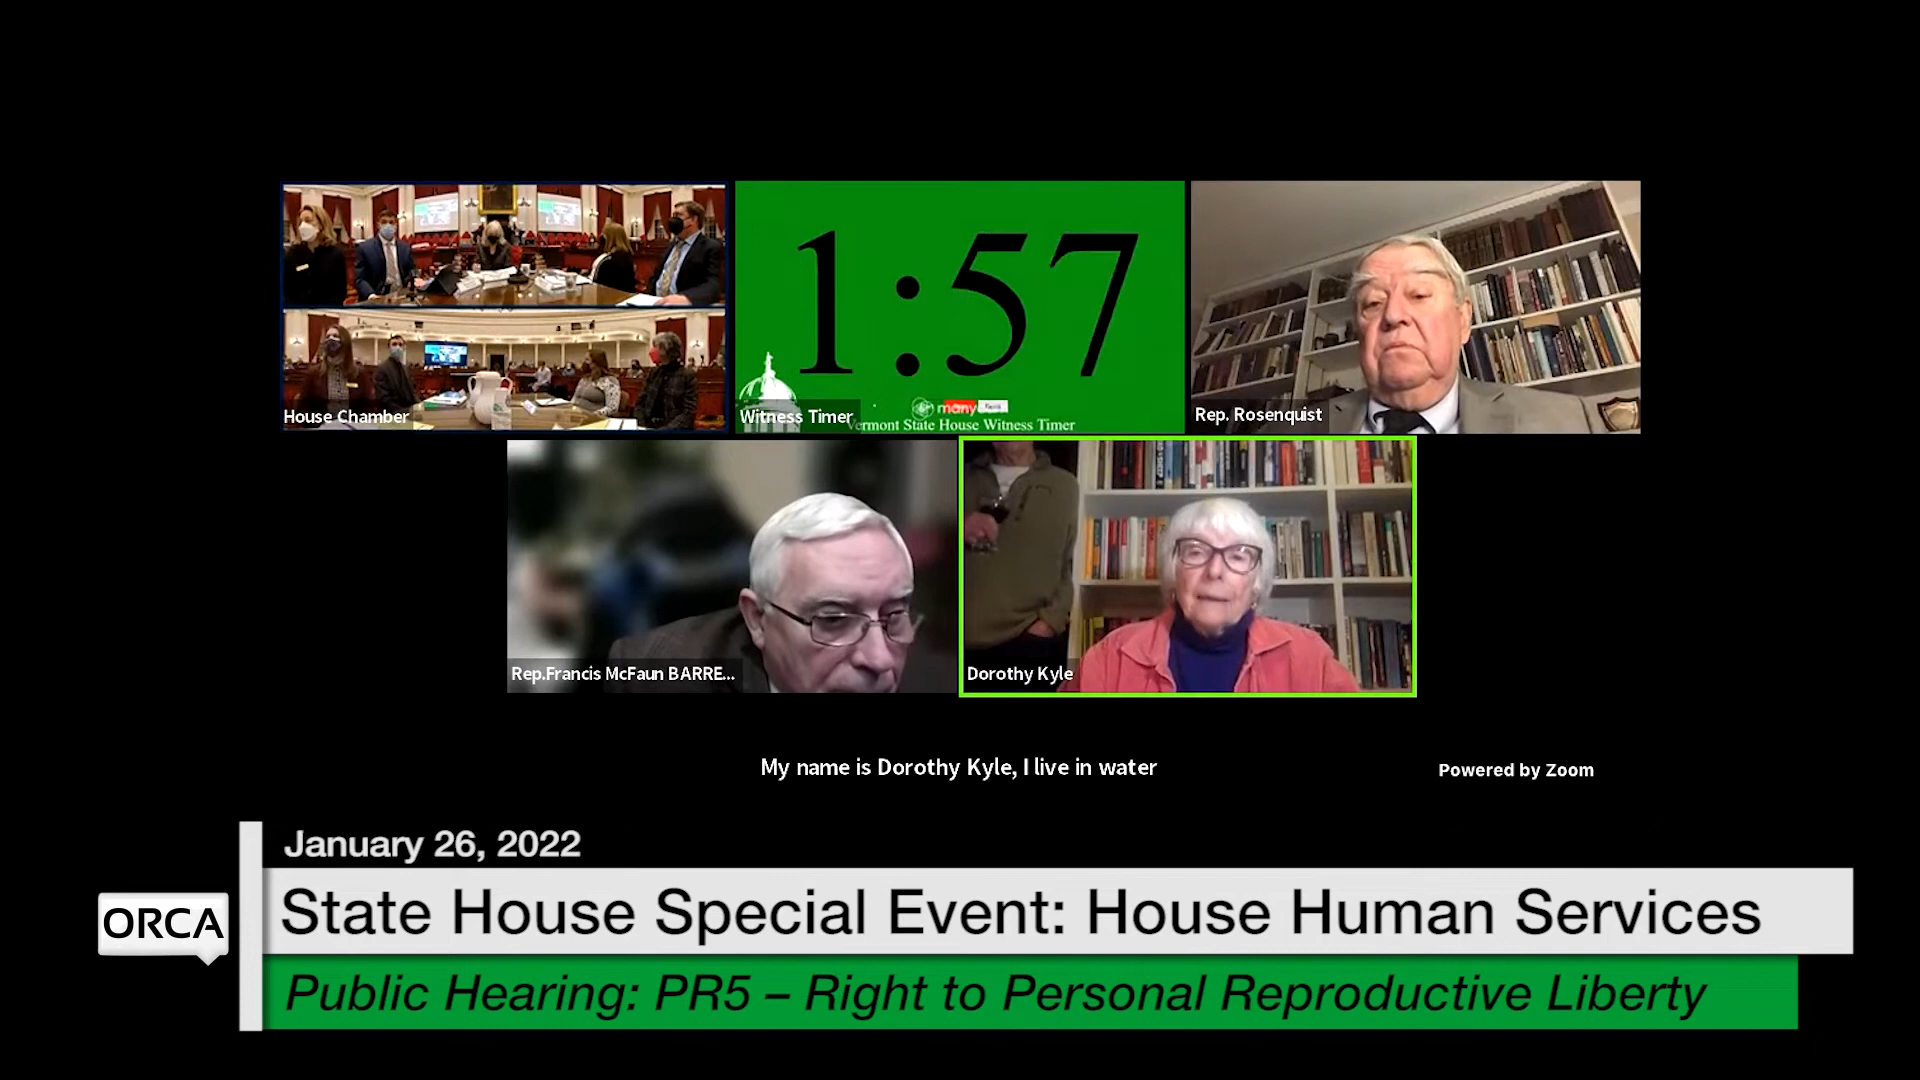 1:57
many
Vermont State House Witness Timer
House Chamber
Witness Timer
Rep. Rosenquist
Rep.Francis McFaun BARRE...
Dorothy Kyle
My name is Dorothy Kyle, I live in water
Powered by Zoom
January 26, 2022
ORCA
State House Special Event: House Human Services
Public Hearing: PR5 – Right to Personal Reproductive Liberty